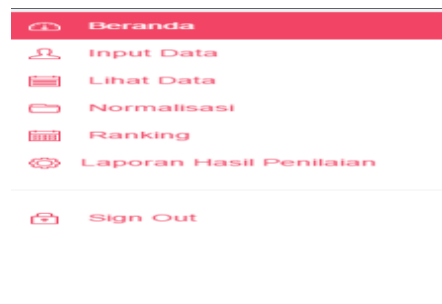 Beranda
Input Data
Lihat Data
Normalisasi
Ranking
Laporan Hasil Penilaian
Sign Out